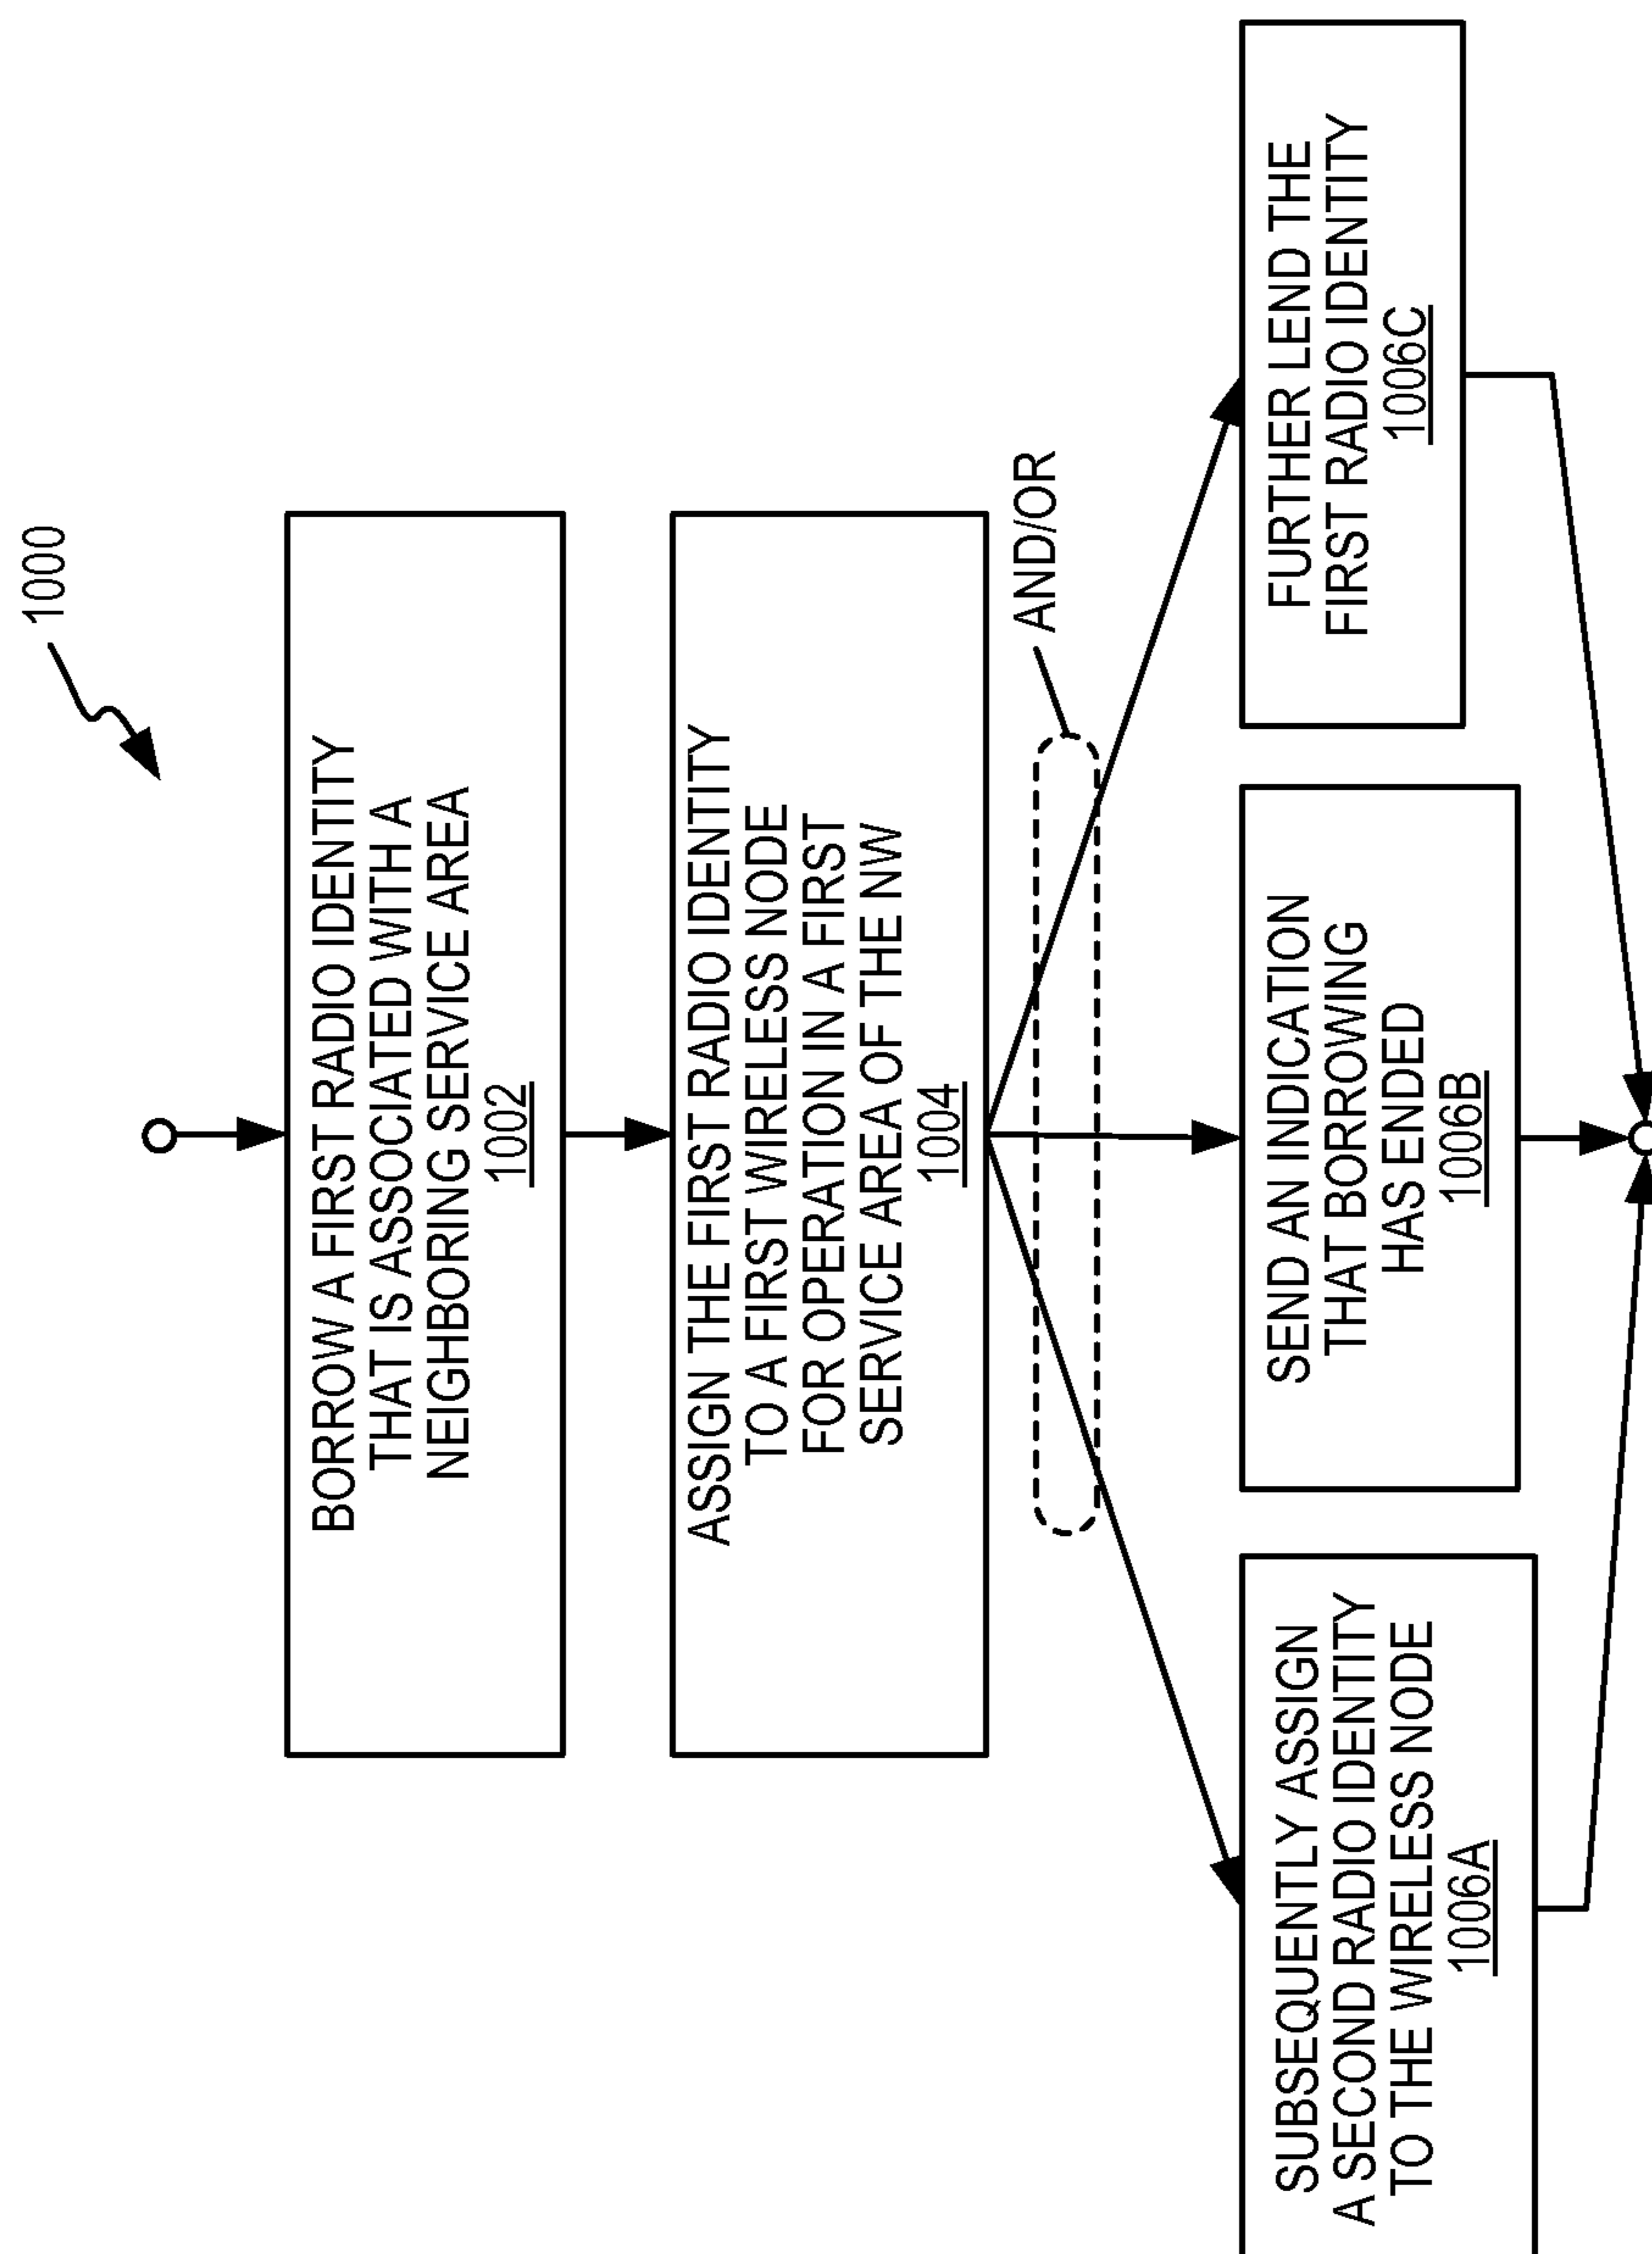 1000
BORROW A FIRST RADIO IDENTITY
THAT IS ASSOCIATED WITH A
NEIGHBORING SERVICE AREA
1002
ASSIGN THE FIRST RADIO IDENTITY
TO A FIRST WIRELESS NODE
FOR OPERATION IN A FIRST
SERVICE AREA OF THE NW
1004
AND/OR
SUBSEQUENTLY ASSIGN
A SECOND RADIO IDENTITY
TO THE WIRELESS NODE
1006A
SEND AN INDICATION
THAT BORROWING
HAS ENDED
1006B
FURTHER LEND THE
FIRST RADIO IDENTITY
1006C